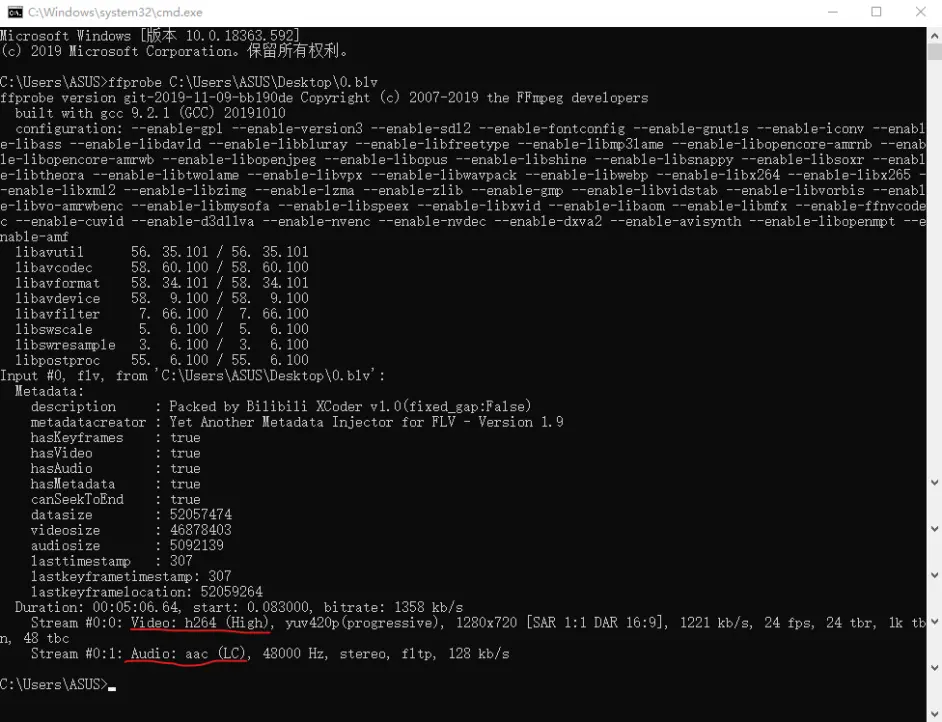 C:\Windows\system32\cmd.exe
Microsoft Windows [版本 10.0.18363.592]
(c) 2019 Microsoft Corporation。保留所有权利。
C:\Users\ASUS>ffprobe C:\Users\ASUS\Desktop\0.blv
ffprobe version git-2019-11-09-bb190de Copyright (c) 2007-2019 the FFmpeg developers
built with gcc 9.2.1 (GCC) 20191010
configuration: --enable-gpl --enable-version3 --enable-sdl2 --enable-fontconfig --enable-gnutls --enable-iconv --enabl
e-libass --enable-libdav1d --enable-libbluray --enable-libfreetype --enable-libmp3lame --enable-libopencore-amrnb --enab
le-libopencore-amrwb --enable-libopenjpeg --enable-libopus --enable-libshine --enable-libsnappy --enable-libsoxr --enabl
e-libtheora --enable-libtwolame --enable-libvpx --enable-libwavpack --enable-libwebp --enable-libx264 --enable-libx265 -
-enable-libxml2 --enable-libzimg --enable-lzma --enable-zlib --enable-gmp --enable-libvidstab --enable-libvorbis --enabl
e-libvo-amrwbenc --enable-libmysofa --enable-libspeex --enable-libxvid --enable-libaom --enable-libmfx --enable-ffnvcode
c --enable-cuvid --enable-d3d11va --enable-nvenc --enable-nvdec --enable-dxva2 --enable-avisynth --enable-libopenmpt --e
nable-amf
libavutil 56. 35.101 / 56. 35.101
libavcodec 58. 60.100 / 58. 60.100
libavformat 58. 34.101 / 58. 34.101
libavdevice 58. 9.100 / 58. 9.100
libavfilter 7. 66.100 / 7. 66.100
libswscale 5. 6.100 / 5. 6.100
libswresample 3. 6.100 / 3. 6.100
libpostproc 55. 6.100 / 55. 6.100
Input #0, flv, from 'C:\Users\ASUS\Desktop\0.blv':
Metadata:
description : Packed by Bilibili XCoder v1.0(fixed_gap:False)
metadatacreator : Yet Another Metadata Injector for FLV - Version 1.9
hasKeyframes : true
hasVideo : true
hasAudio : true
hasMetadata : true
canSeekToEnd : true
datasize : 52057474
videosize : 46878403
audiosize : 5092139
lasttimestamp : 307
lastkeyframetimestamp: 307
lastkeyframelocation: 52059264
Duration: 00:05:06.64, start: 0.083000, bitrate: 1358 kb/s
Stream #0:0: Video: h264 (High), yuv420p(progressive), 1280x720 [SAR 1:1 DAR 16:9], 1221 kb/s, 24 fps, 24 tbr, 1k tb
n, 48 tbc
Stream #0:1: Audio: aac (LC), 48000 Hz, stereo, fltp, 128 kb/s
C:\Users\ASUS>